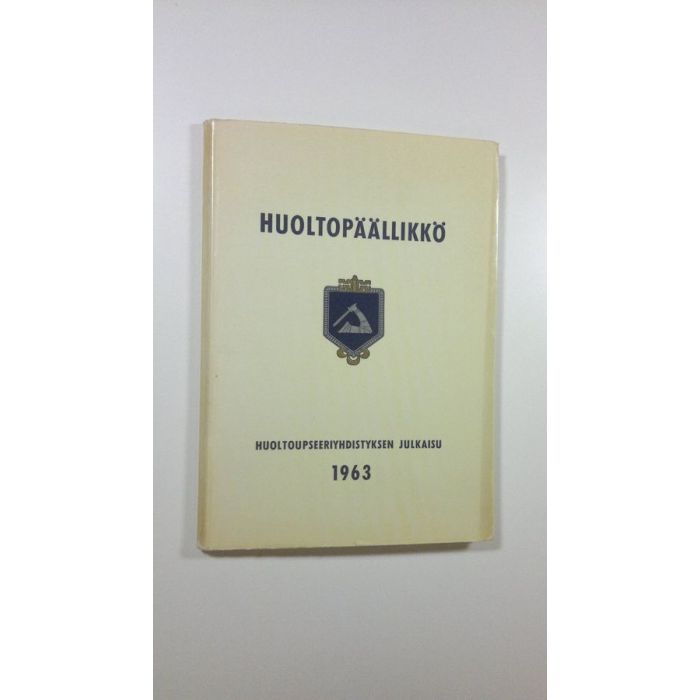 HUOLTOPÄÄLLIKKÖ
HUOLTOUPSEERIYHDISTYKSEN JULKAISU
1963